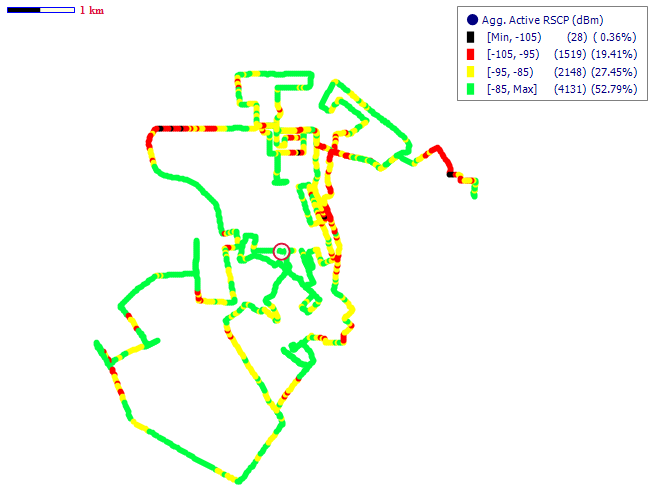 1 km
Agg. Active RSCP (dBm)
[Min, -105) (28) ( 0.36%)
[-105, -95) (1519) (19.41%)
[-95, -85) (2148) (27.45%)
[-85, Max] (4131) (52.79%)